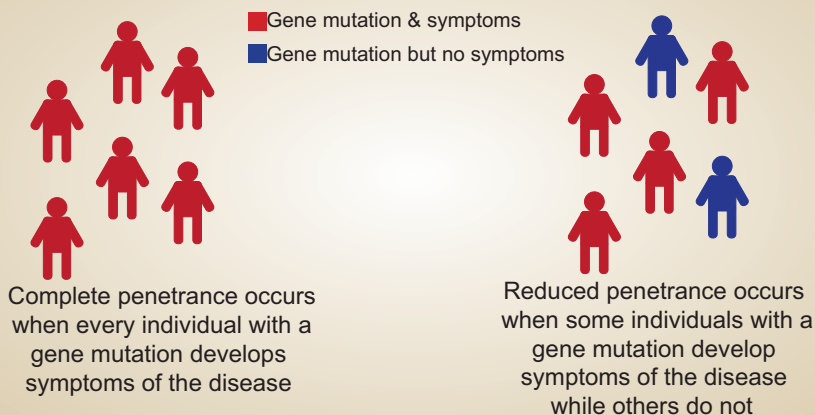 Gene mutation & symptoms
Gene mutation but no symptoms
Complete penetrance occurs
when every individual with a
gene mutation develops
symptoms of the disease
Reduced penetrance occurs
when some individuals with a
gene mutation develop
symptoms of the disease
while others do not